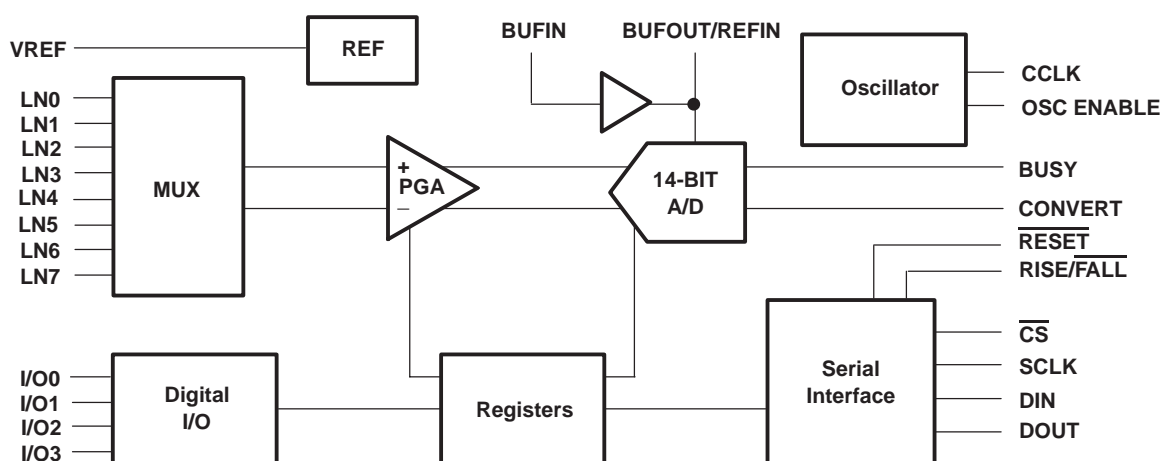 VREF
REF
BUFIN
BUFOUT/REFIN
Oscillator
CCLK
OSC ENABLE
LN0
LN1
LN2
LN3
LN4
LN5
LN6
LN7
MUX
+
PGA
–
14-BIT
A/D
BUSY
CONVERT
RESET
RISE/FALL
I/O0
I/O1
I/O2
I/O3
Digital
I/O
Registers
Serial
Interface
CS
SCLK
DIN
DOUT